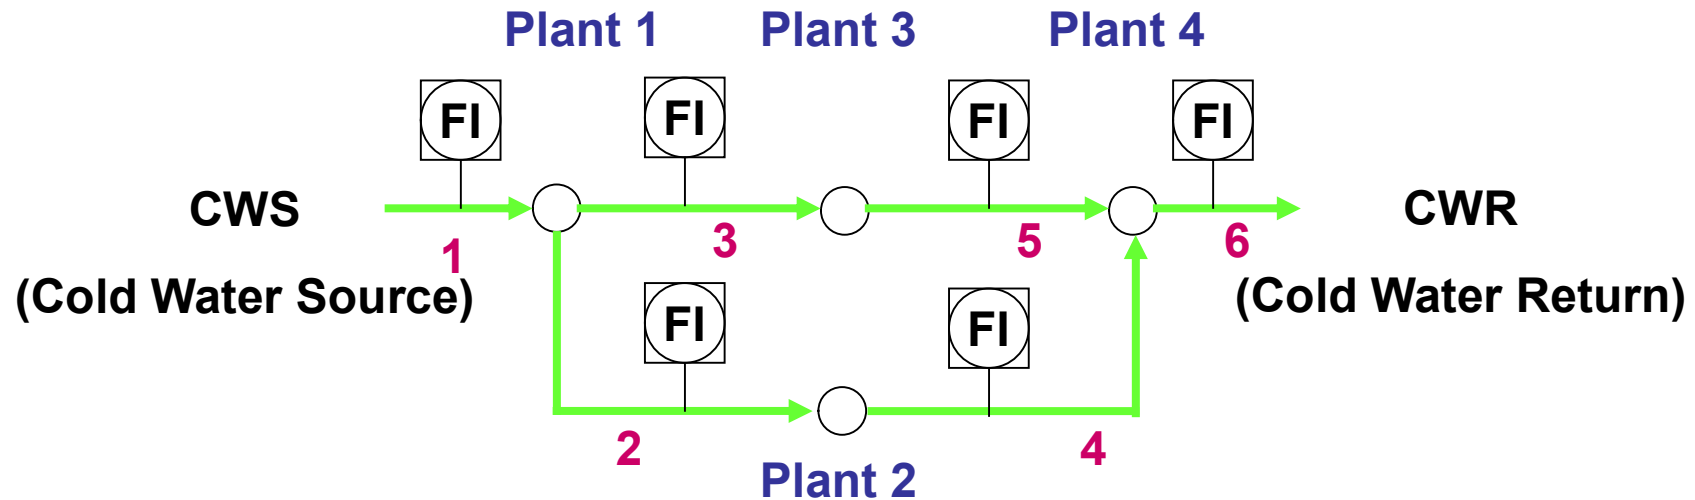 Plant 1 Plant 3 Plant 4
FI FI FI FI
CWS CWR
1 3 5 6
(Cold Water Source) (Cold Water Return)
FI FI
2 4
Plant 2